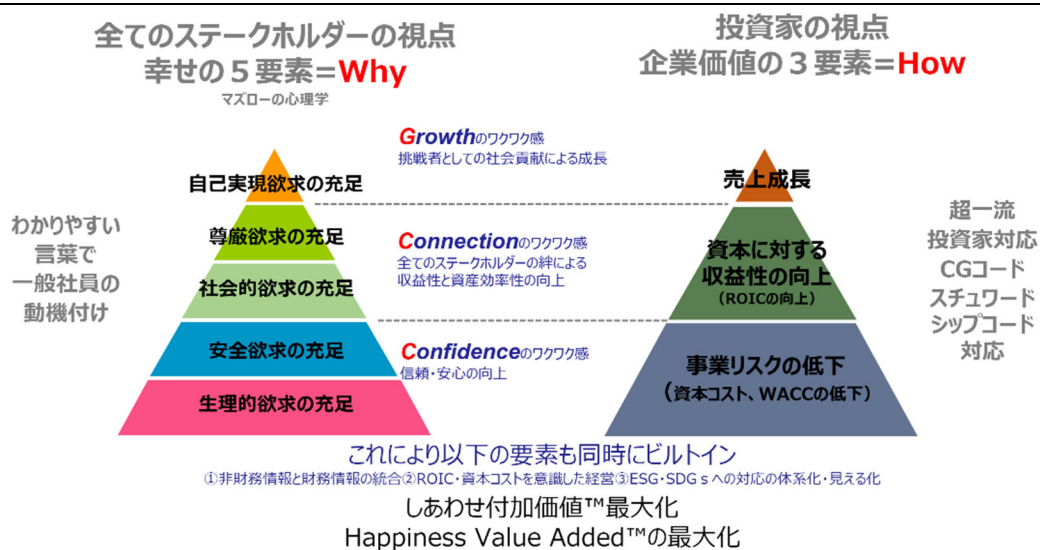 全てのステークホルダーの視点
幸せの５要素=Why
マズローの心理学
投資家の視点
企業価値の３要素=How
Growthのワクワク感
挑戦者としての社会貢献による成長
自己実現欲求の充足
売上成長
わかりやすい
言葉で
一般社員の
動機付け
尊厳欲求の充足
社会的欲求の充足
Connectionのワクワク感
全てのステークホルダーの絆による
収益性と資産効率性の向上
資本に対する
収益性の向上
(ROICの向上)
超一流
投資家対応
CGコード
スチュワード
シップコード
対応
安全欲求の充足
生理的欲求の充足
Confidenceのワクワク感
信頼・安心の向上
事業リスクの低下
（資本コスト、WACCの低下）
これにより以下の要素も同時にビルトイン
①非財務情報と財務情報の統合②ROIC・資本コストを意識した経営③ESG・SDGｓへの対応の体系化・見える化
しあわせ付加価値™最大化
Happiness Value Added™の最大化